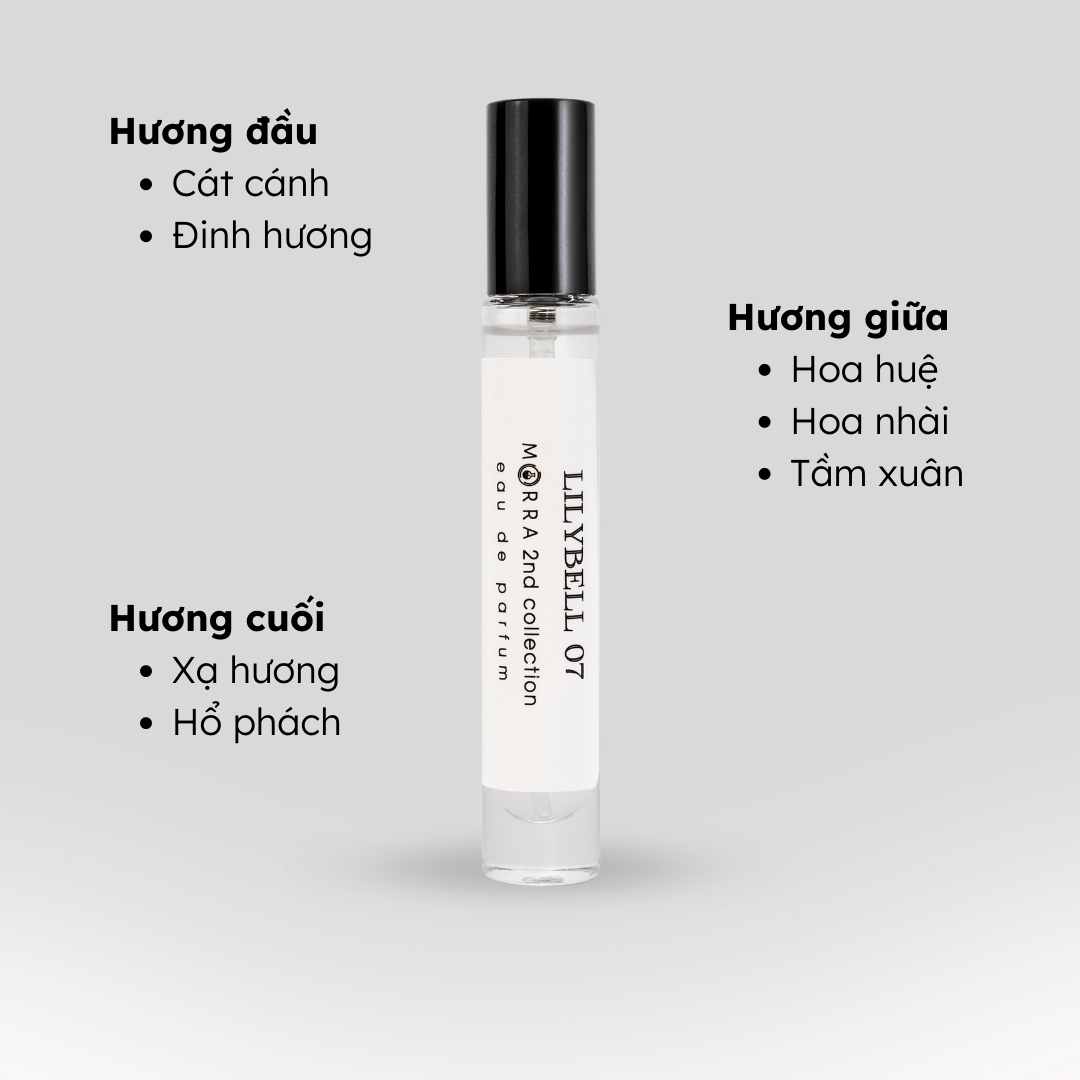 Hương đầu
Cát cánh
Đinh hương
Hương giữa
Hoa huệ
Hoa nhài
Tầm xuân
LILYBELL 07
MORRA 2nd collection
eau de parfum
Hương cuối
Xạ hương
Hổ phách